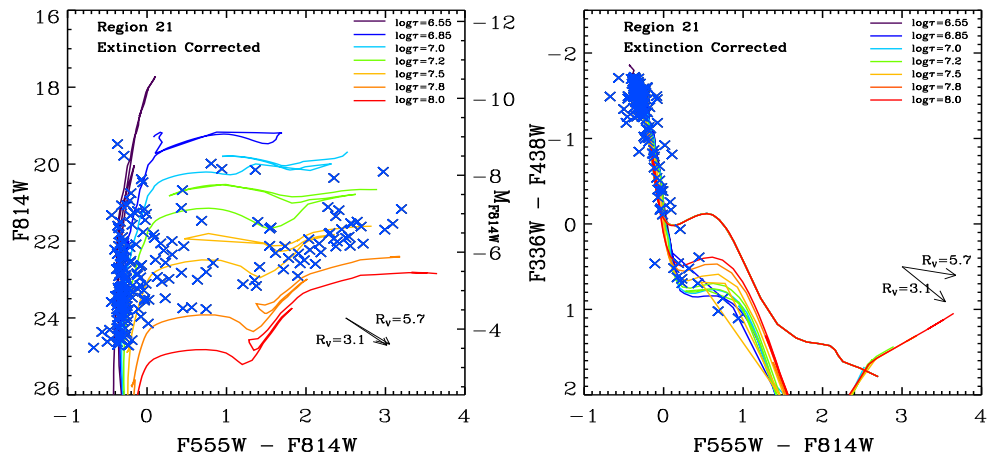 Region 21
Extinction Corrected
logτ=6.55
logτ=6.85
logτ=7.0
logτ=7.2
logτ=7.5
logτ=7.8
logτ=8.0
16
18
20
22
24
26
F814W
−12
−10
−8
−6
−4
M_F814W
R_V=5.7
R_V=3.1
−1 0 1 2 3 4
F555W − F814W
Region 21
Extinction Corrected
logτ=6.55
logτ=6.85
logτ=7.0
logτ=7.2
logτ=7.5
logτ=7.8
logτ=8.0
−2
−1
0
1
2
F336W − F438W
R_V=5.7
R_V=3.1
−1 0 1 2 3 4
F555W − F814W